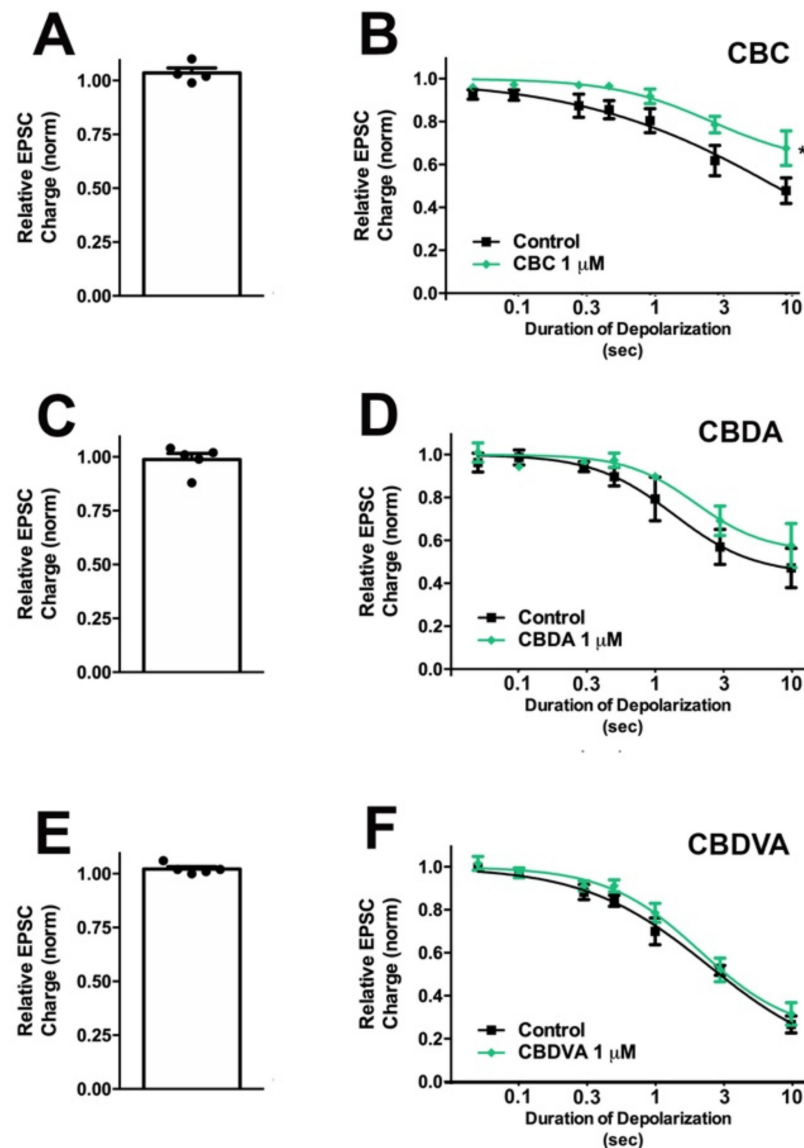 A
Relative EPSC
Charge (norm)
1.00
0.75
0.50
0.25
0.00
B
CBC
Relative EPSC
Charge (norm)
1.0
0.8
0.6
0.4
0.2
0.0
*
Control
CBC 1 μM
0.1 0.3 1 3 10
Duration of Depolarization
(sec)
C
Relative EPSC
Charge (norm)
1.00
0.75
0.50
0.25
0.00
D
CBDA
Relative EPSC
Charge (norm)
1.0
0.8
0.6
0.4
0.2
0.0
Control
CBDA 1 μM
0.1 0.3 1 3 10
Duration of Depolarization
(sec)
E
Relative EPSC
Charge (norm)
1.00
0.75
0.50
0.25
0.00
F
CBDVA
Relative EPSC
Charge (norm)
1.0
0.8
0.6
0.4
0.2
0.0
Control
CBDVA 1 μM
0.1 0.3 1 3 10
Duration of Depolarization
(sec)